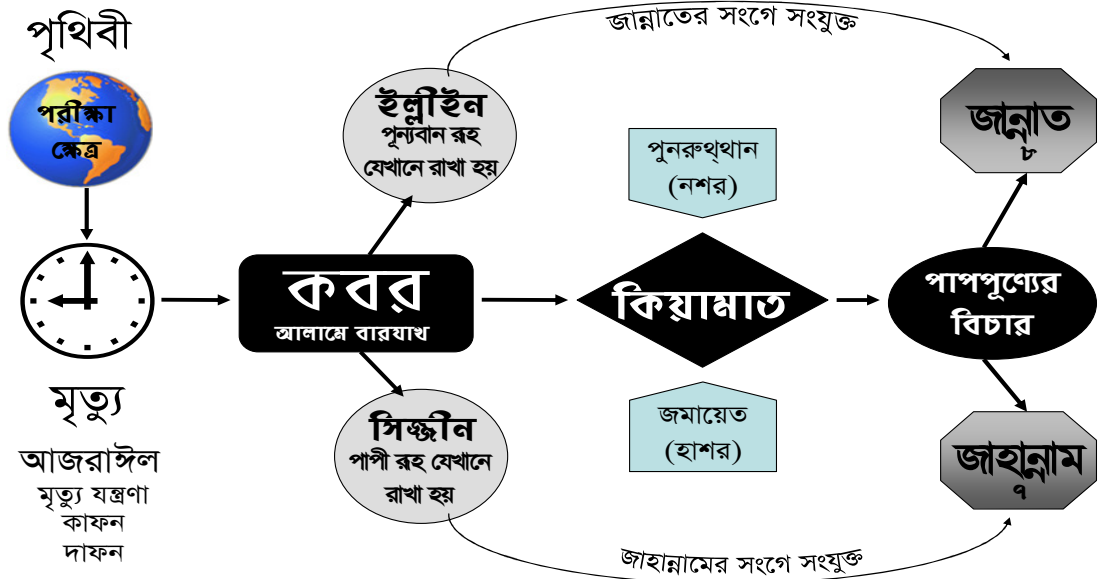 পৃথিবী
পরীক্ষা
ক্ষেত্র
মৃত্যু
আজরাঈল
মৃত্যু যন্ত্রণা
কাফন
দাফন
কবর
আলামে বারযাখ
ইল্লীইন
পূন্যবান রূহ
যেখানে রাখা হয়
সিজ্জীন
পাপী রূহ যেখানে
রাখা হয়
জান্নাতের সংগে সংযুক্ত
জাহান্নামের সংগে সংযুক্ত
পুনরুথ্থান
(নশর)
কিয়ামাত
জমায়েত
(হাশর)
পাপপূণ্যের
বিচার
জান্নাত
৮
জাহান্নাম
৭